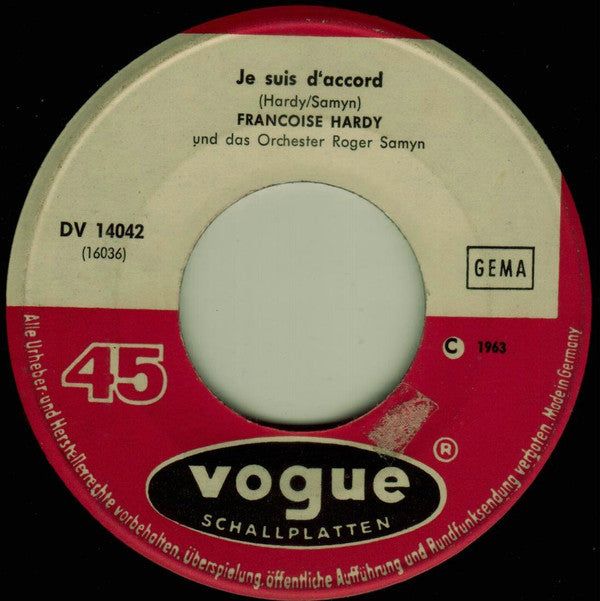 Je suis d'accord
(Hardy/Samyn)
FRANCOISE HARDY
und das Orchester Roger Samyn
DV 14042
(16036)
GEMA
45
C 1963
vogue ®
SCHALLPLATTEN
Alle Urheber-und Herstellerrechte vorbehalten. Überspielung, öffentliche Aufführung und Rundfunksendung verboten. Made in Germany